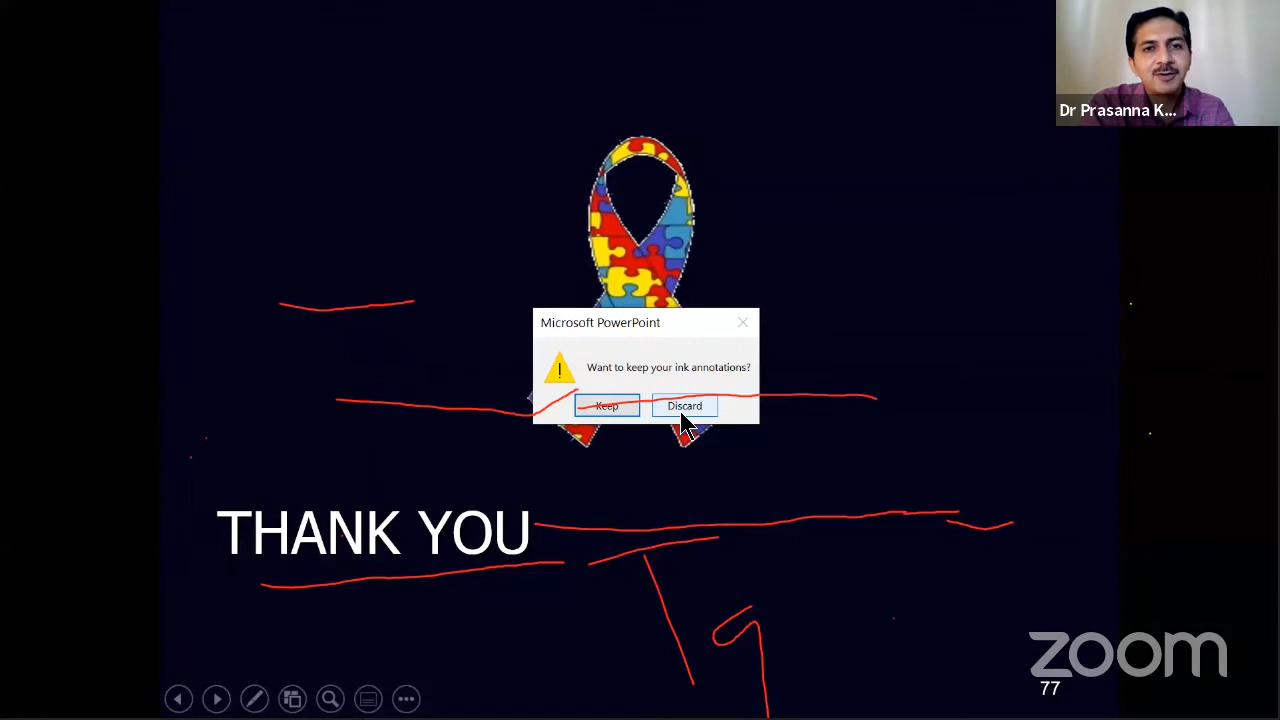 Dr Prasanna K...
Microsoft PowerPoint
Want to keep your ink annotations?
Keep
Discard
THANK YOU
zoom
77